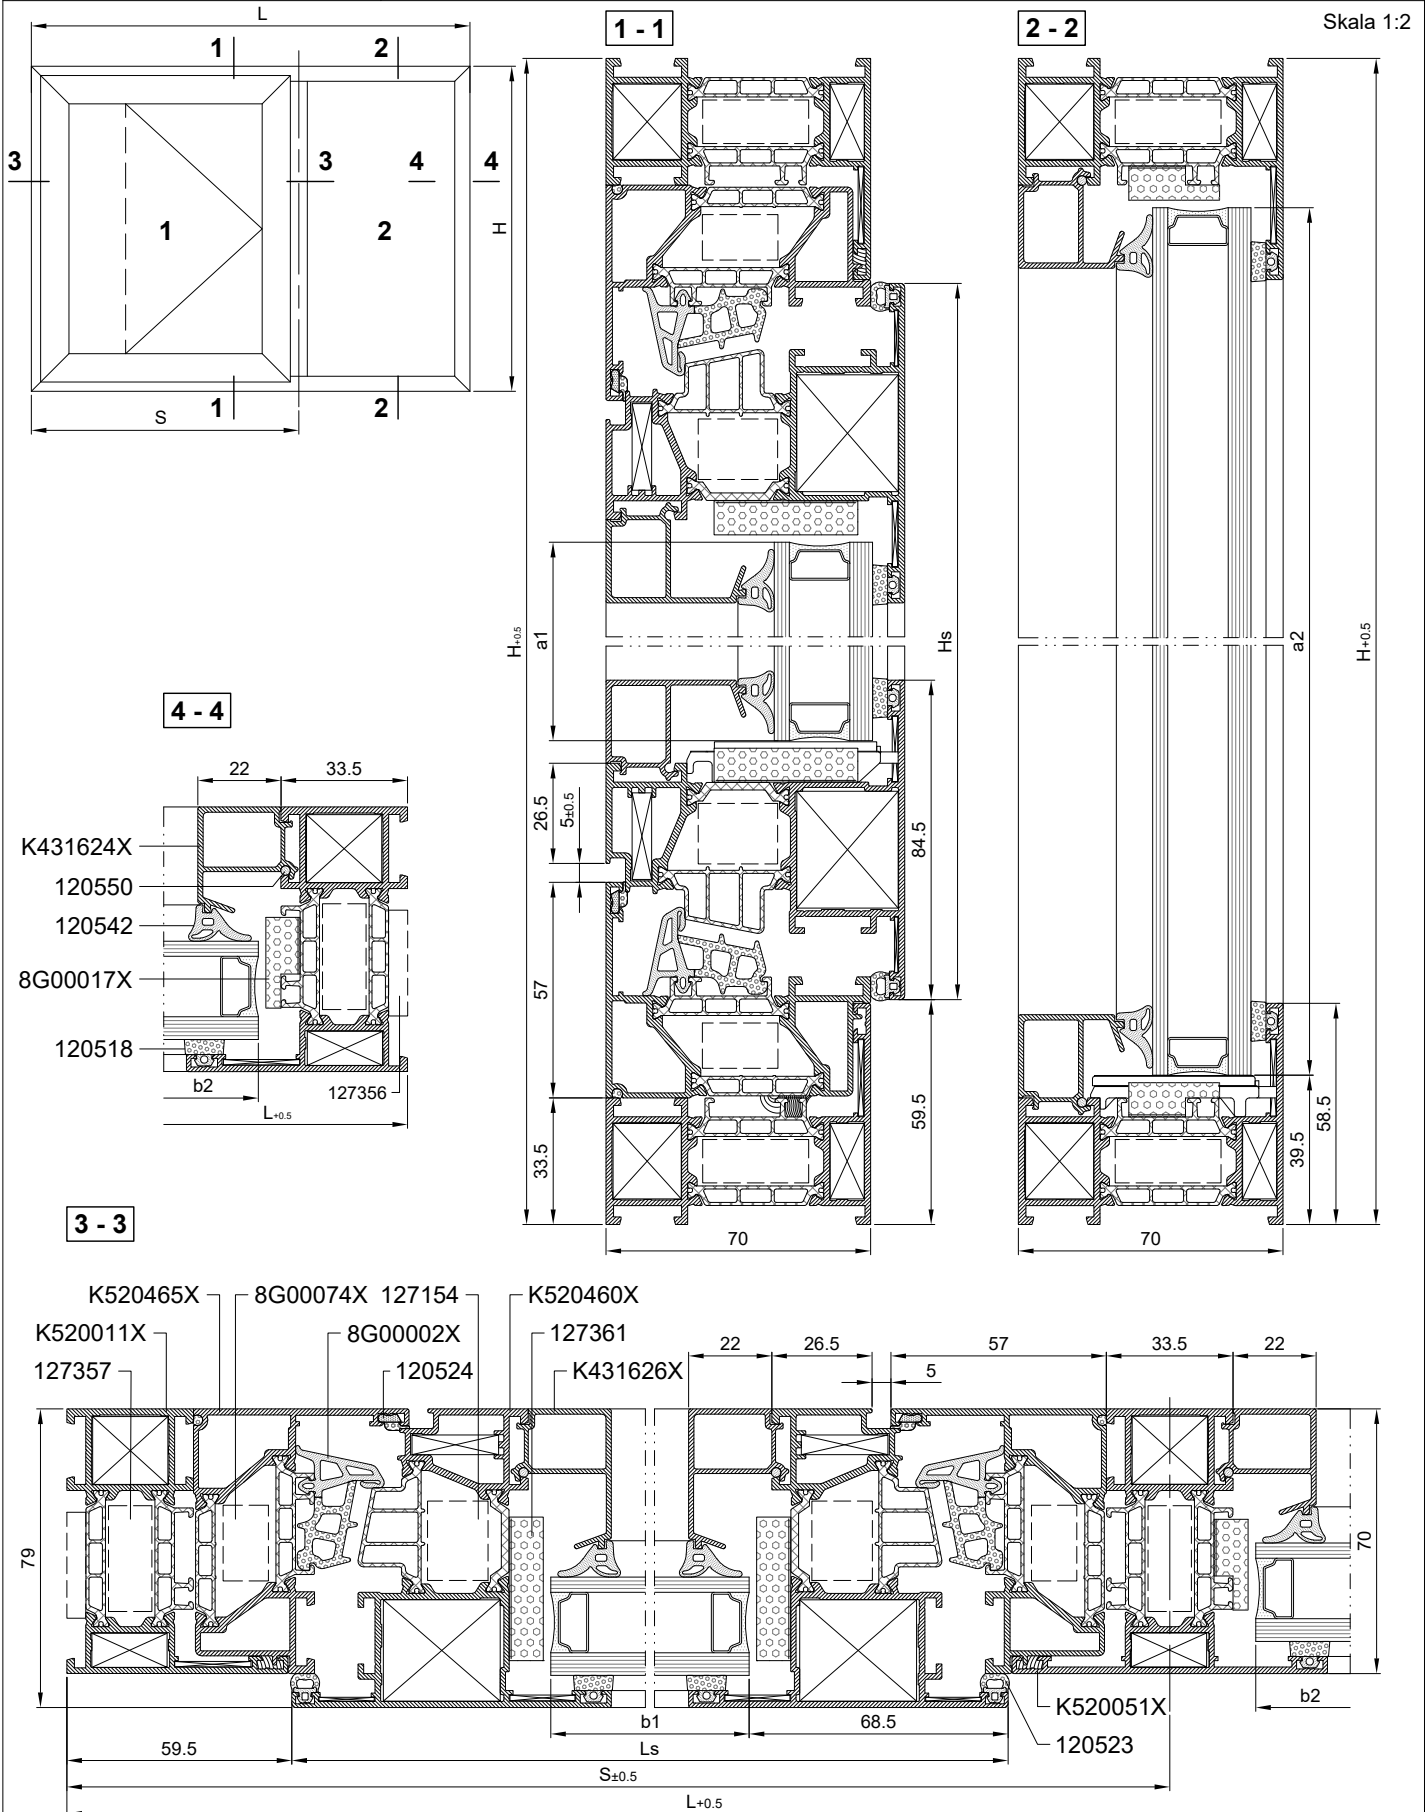 L
1 - 1
2 - 2
Skala 1:2
1
2
3
3
4
4
1
2
H
1
2
S
H+0.5
a1
Hs
a2
H+0.5
4 - 4
22
33.5
K431624X
120550
120542
8G00017X
120518
b2
127356
L+0.5
26.5
5±0.5
84.5
57
33.5
59.5
58.5
39.5
70
70
3 - 3
K520465X
8G00074X
127154
K520460X
K520011X
8G00002X
127361
127357
120524
K431626X
22
26.5
57
33.5
22
5
79
70
K520051X
b1
68.5
b2
120523
59.5
Ls
S±0.5
L+0.5